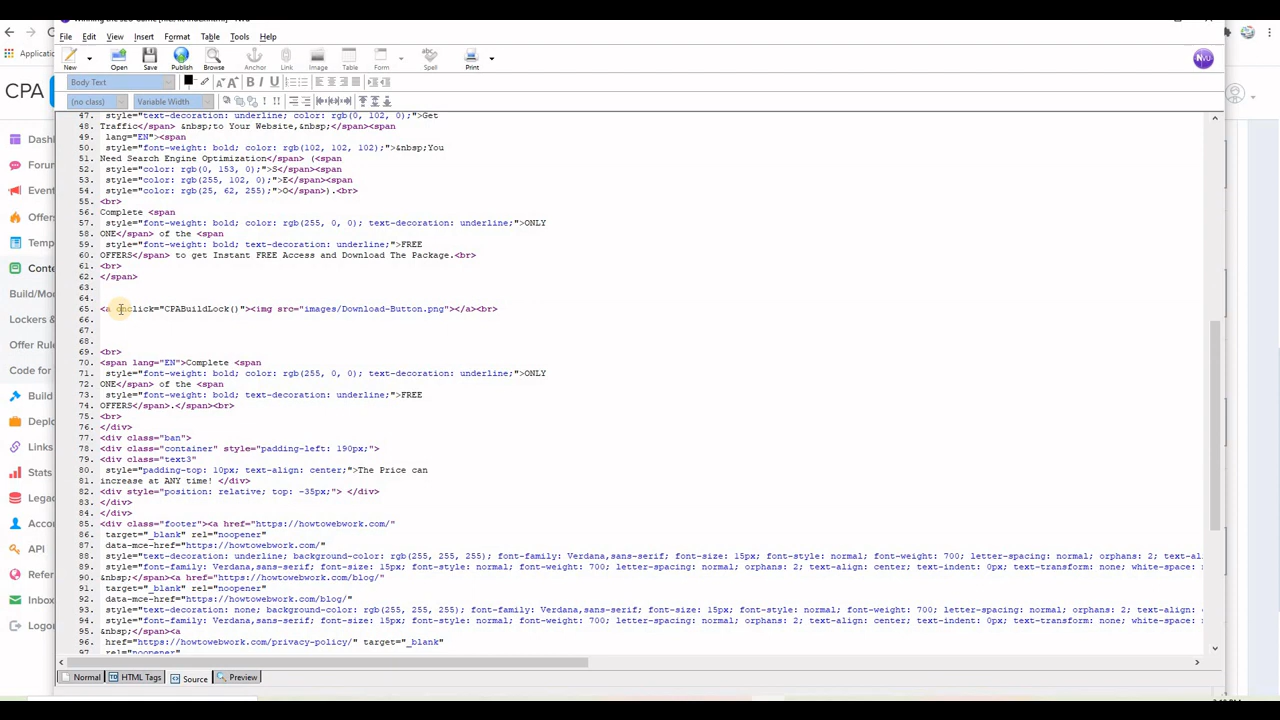 File Edit View Insert Format Table Tools Help
Applicatio
New Open Save Publish Browse Anchor Link Image Table Form Spell Print
NVU
Body Text B I U
(no class) Variable Width ! !!
CPA
Dashl
Forum
Event
Offers
Temp
Conte
Build/Mod
Lockers &
Offer Rule
Code for
Build
Deplo
Links
Stats
Legac
Accou
API
Refer
Inbox
Logou
47. style="text-decoration: underline; color: rgb(0, 102, 0);">Get
48. Traffic</span> &nbsp;to Your Website,&nbsp;</span><span
49. lang="EN"><span
50. style="font-weight: bold; color: rgb(102, 102, 102);">&nbsp;You
51. Need Search Engine Optimization</span> (<span
52. style="color: rgb(0, 153, 0);">S</span><span
53. style="color: rgb(255, 102, 0);">E</span><span
54. style="color: rgb(25, 62, 255);">O</span>).<br>
55. <br>
56. Complete <span
57. style="font-weight: bold; color: rgb(255, 0, 0); text-decoration: underline;">ONLY
58. ONE</span> of the <span
59. style="font-weight: bold; text-decoration: underline;">FREE
60. OFFERS</span> to get Instant FREE Access and Download The Package.<br>
61. <br>
62. </span>
63.
64.
65. <a onclick="CPABuildLock()"><img src="images/Download-Button.png"></a><br>
66.
67.
68.
69. <br>
70. <span lang="EN">Complete <span
71. style="font-weight: bold; color: rgb(255, 0, 0); text-decoration: underline;">ONLY
72. ONE</span> of the <span
73. style="font-weight: bold; text-decoration: underline;">FREE
74. OFFERS</span>.</span><br>
75. <br>
76. </div>
77. <div class="ban">
78. <div class="container" style="padding-left: 190px;">
79. <div class="text3"
80. style="padding-top: 10px; text-align: center;">The Price can
81. increase at ANY time! </div>
82. <div style="position: relative; top: -35px;"> </div>
83. </div>
84. </div>
85. <div class="footer"><a href="https://howtowebwork.com/"
86. target="_blank" rel="noopener"
87. data-mce-href="https://howtowebwork.com/"
88. style="text-decoration: underline; background-color: rgb(255, 255, 255); font-family: Verdana,sans-serif; font-size: 15px; font-style: normal; font-weight: 700; letter-spacing: normal; orphans: 2; text-al
89. style="font-family: Verdana,sans-serif; font-size: 15px; font-style: normal; font-weight: 700; letter-spacing: normal; orphans: 2; text-align: center; text-indent: 0px; text-transform: none; white-space:
90. &nbsp;</span><a href="https://howtowebwork.com/blog/"
91. target="_blank" rel="noopener"
92. data-mce-href="https://howtowebwork.com/blog/"
93. style="text-decoration: none; background-color: rgb(255, 255, 255); font-family: Verdana,sans-serif; font-size: 15px; font-style: normal; font-weight: 700; letter-spacing: normal; orphans: 2; text-align:
94. style="font-family: Verdana,sans-serif; font-size: 15px; font-style: normal; font-weight: 700; letter-spacing: normal; orphans: 2; text-align: center; text-indent: 0px; text-transform: none; white-space:
95. &nbsp;</span><a
96. href="https://howtowebwork.com/privacy-policy/" target="_blank"
97. rel="noopener"
Normal HTML Tags Source Preview